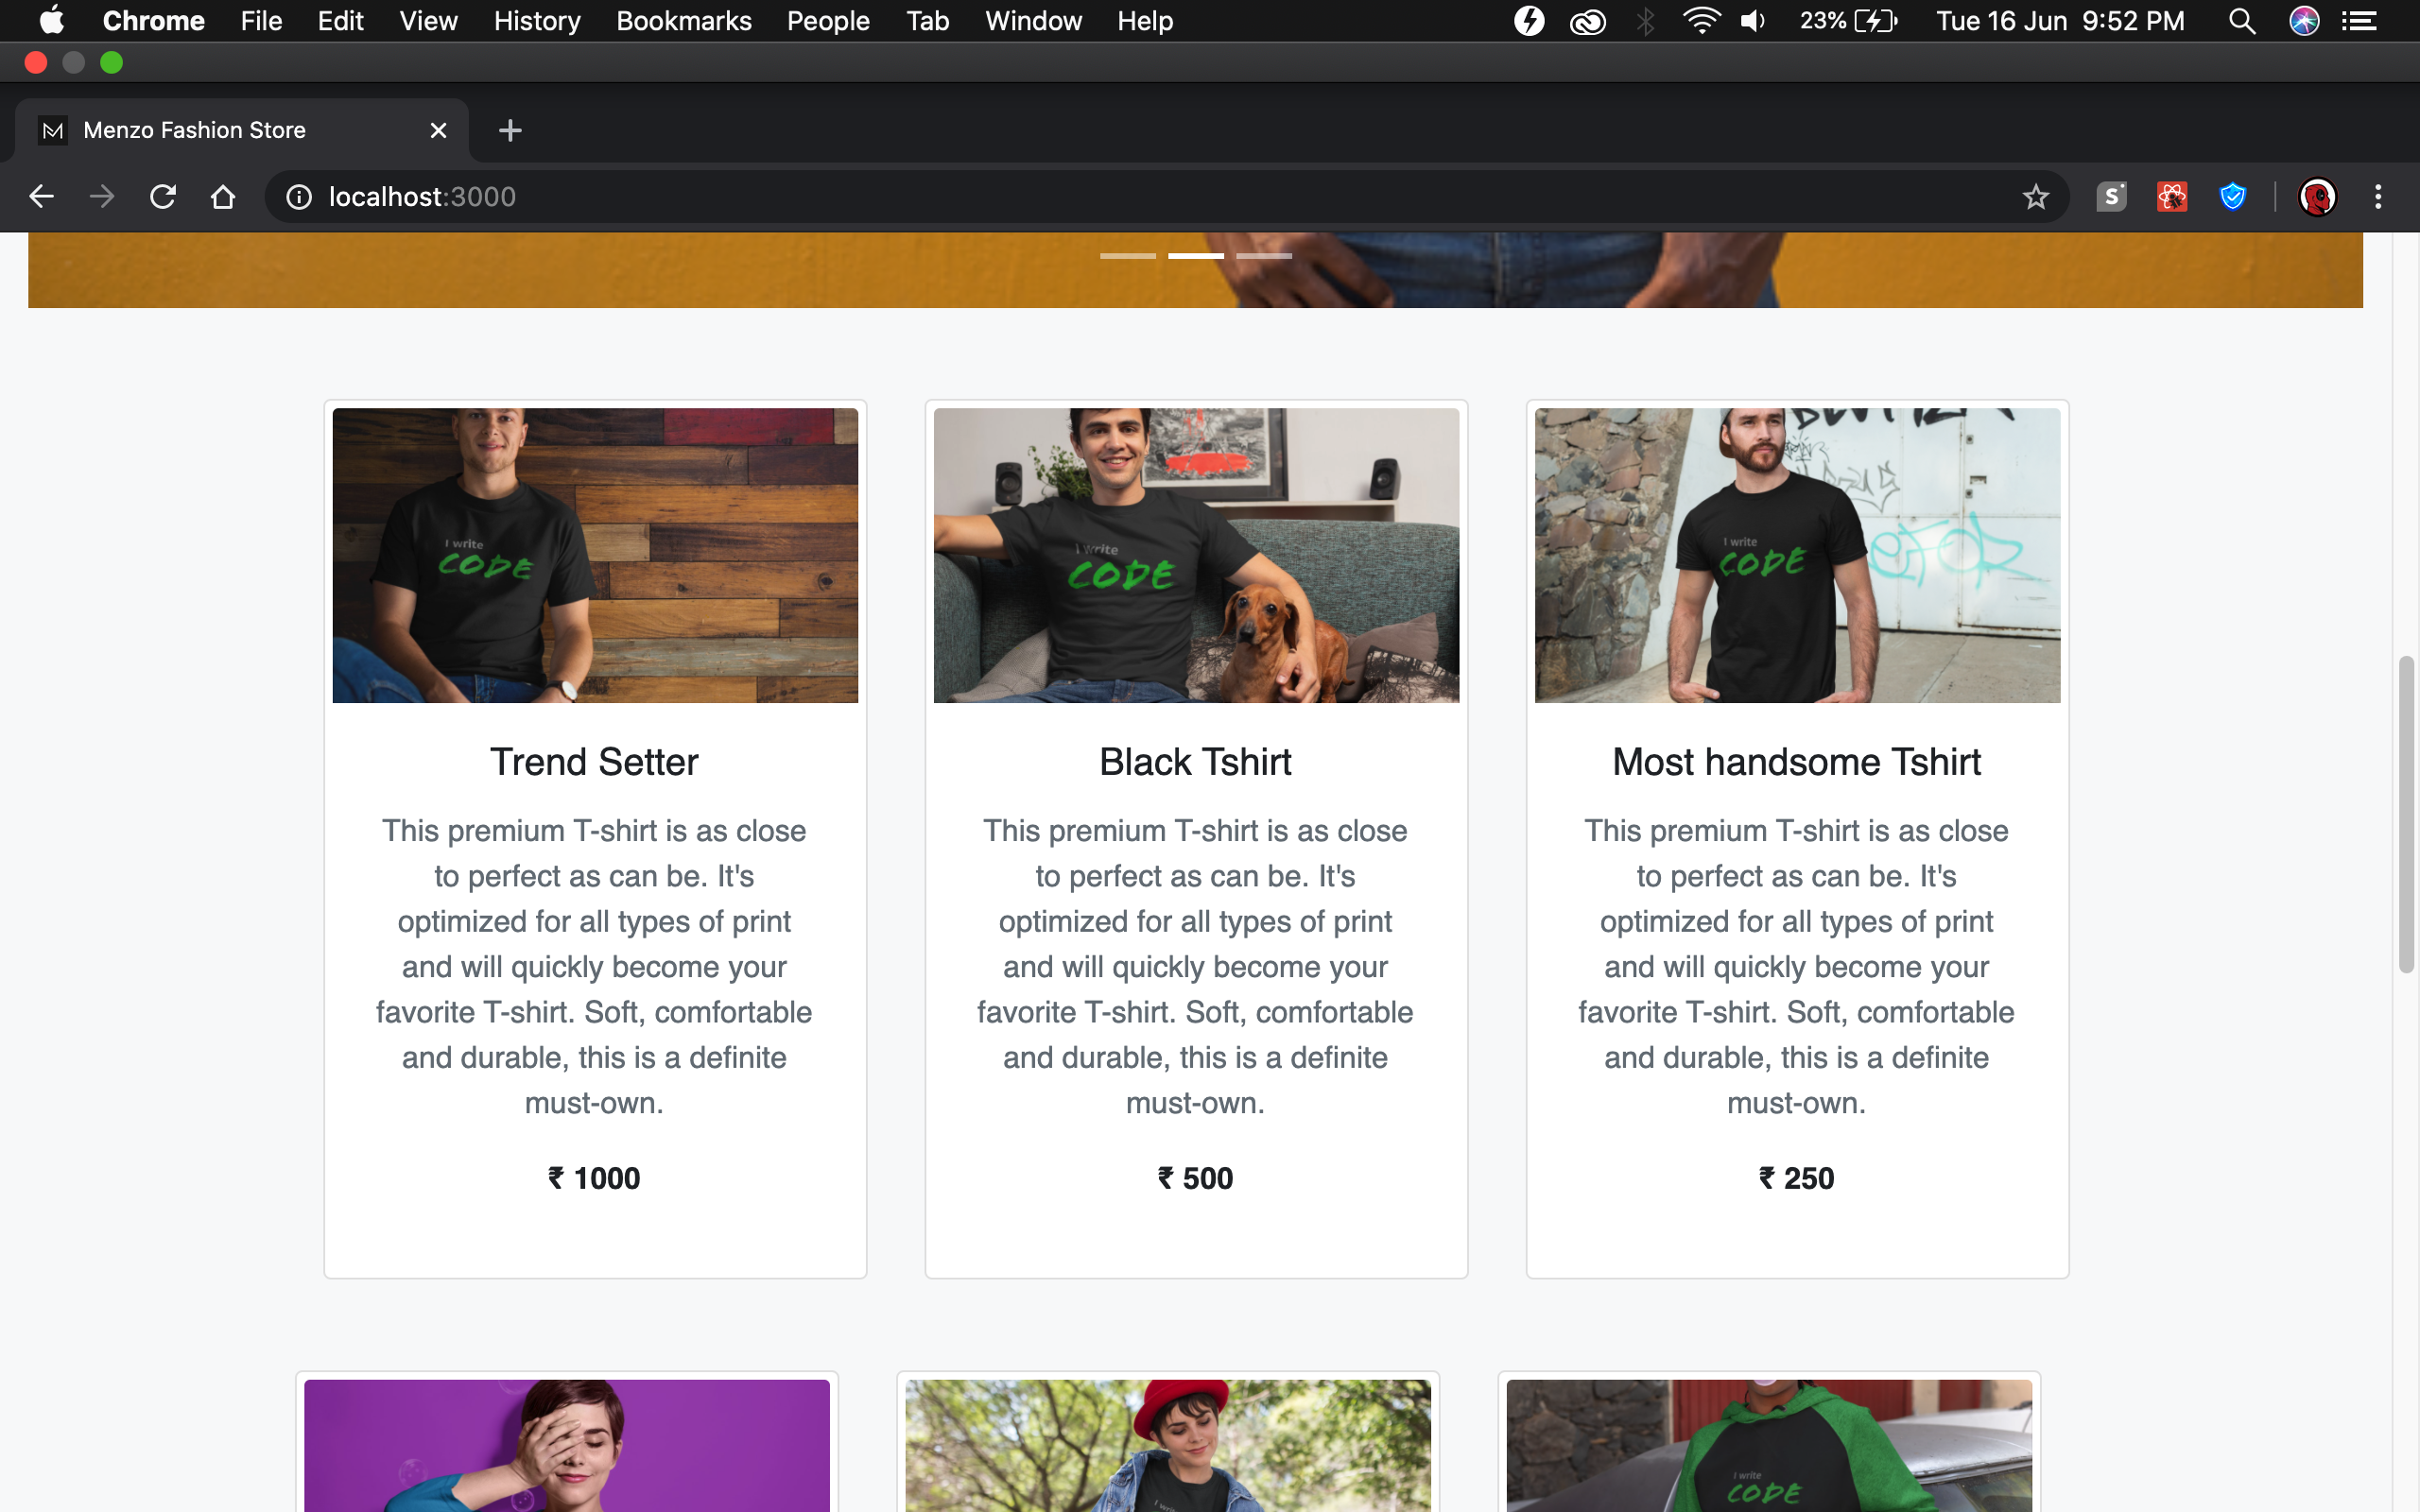 Chrome File Edit View History Bookmarks People Tab Window Help 23% Tue 16 Jun 9:52 PM
Menzo Fashion Store
localhost:3000
I write
CODE
I write
CODE
I write
CODE
Trend Setter
This premium T-shirt is as close
to perfect as can be. It's
optimized for all types of print
and will quickly become your
favorite T-shirt. Soft, comfortable
and durable, this is a definite
must-own.
₹ 1000
Black Tshirt
This premium T-shirt is as close
to perfect as can be. It's
optimized for all types of print
and will quickly become your
favorite T-shirt. Soft, comfortable
and durable, this is a definite
must-own.
₹ 500
Most handsome Tshirt
This premium T-shirt is as close
to perfect as can be. It's
optimized for all types of print
and will quickly become your
favorite T-shirt. Soft, comfortable
and durable, this is a definite
must-own.
₹ 250
I write
CODE